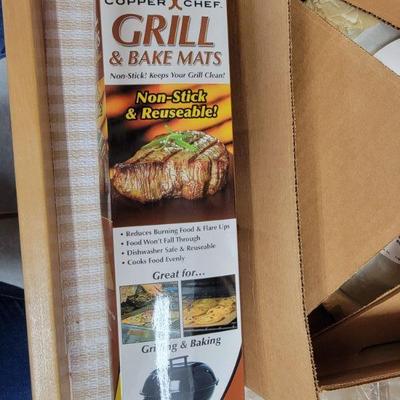 COPPER CHEF
GRILL
& BAKE MATS
Non-Stick! Keeps Your Grill Clean!
Non-Stick
& Reuseable!
• Reduces Burning Food & Flare Ups
• Food Won't Fall Through
• Dishwasher Safe & Reuseable
• Cooks Food Evenly
Great for...
Grilling & Baking